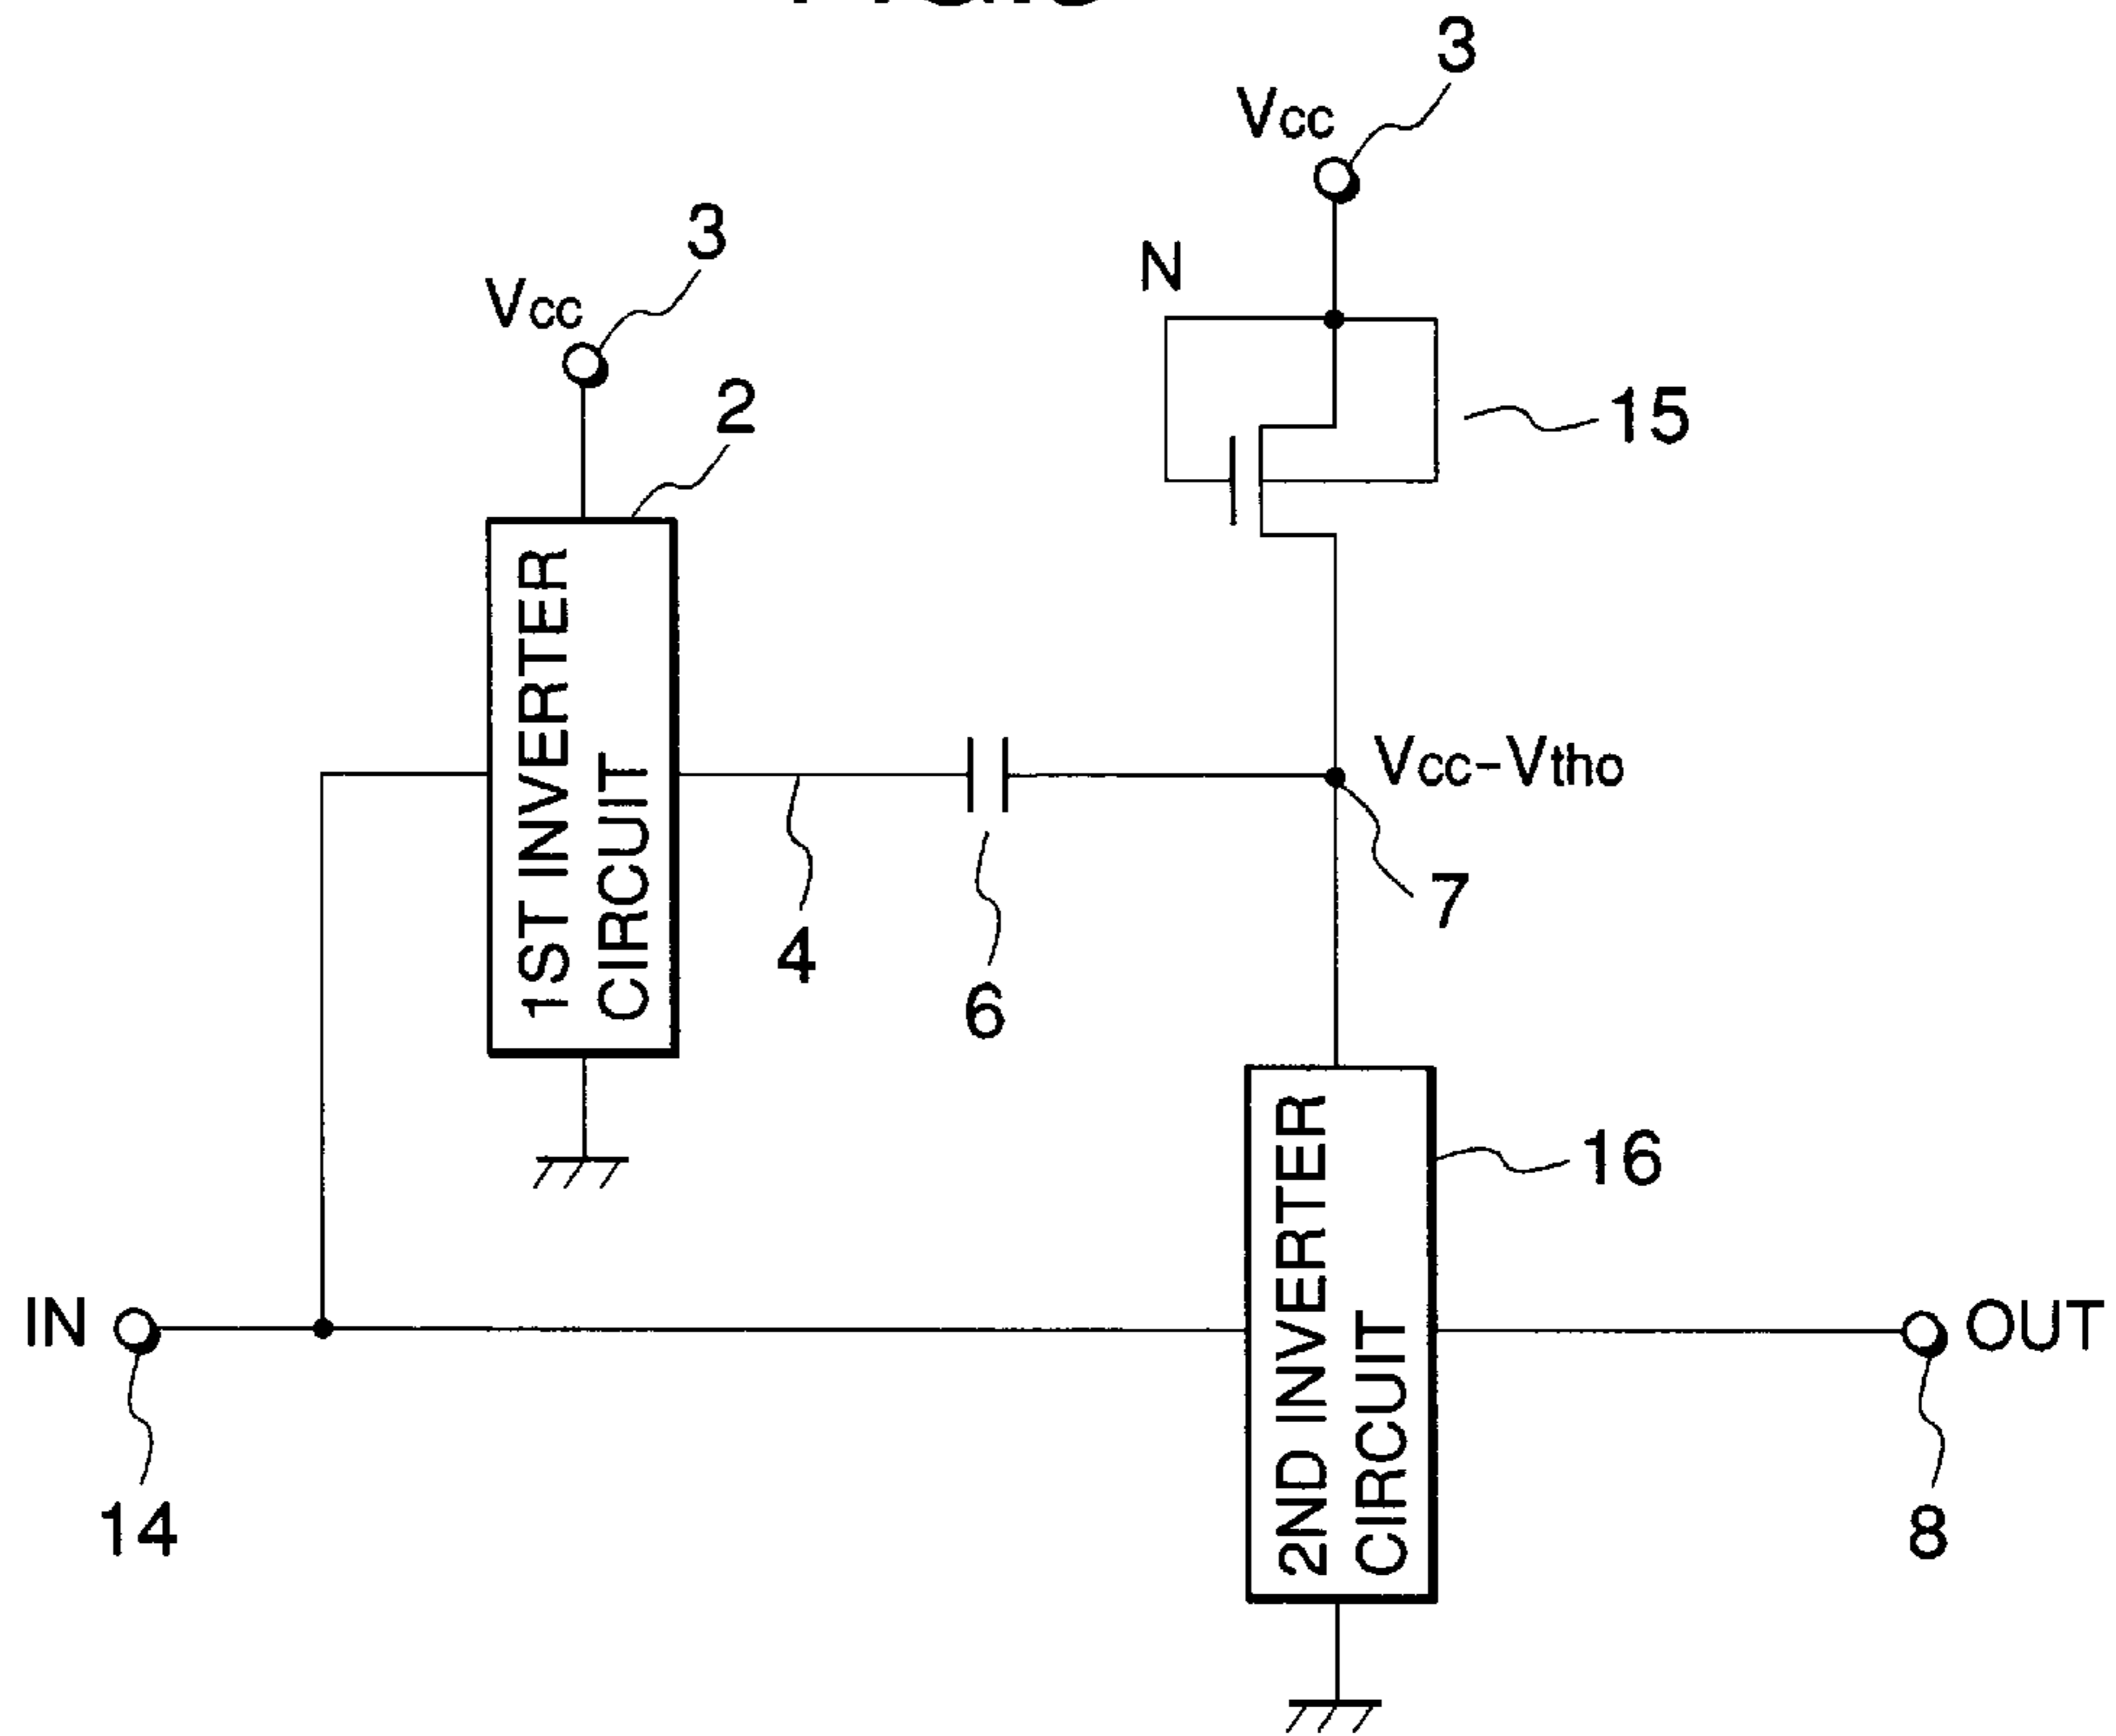 3
Vcc
N
3
Vcc
2
15
1ST INVERTER
CIRCUIT
Vcc-Vtho
7
4
6
16
2ND INVERTER
CIRCUIT
IN
OUT
14
8